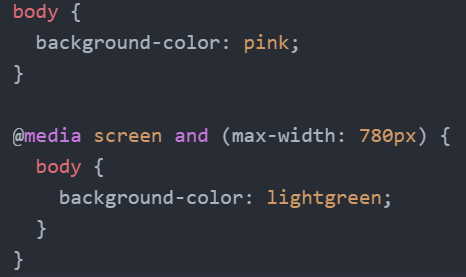 body {
  background-color: pink;
}

@media screen and (max-width: 780px) {
  body {
    background-color: lightgreen;
  }
}